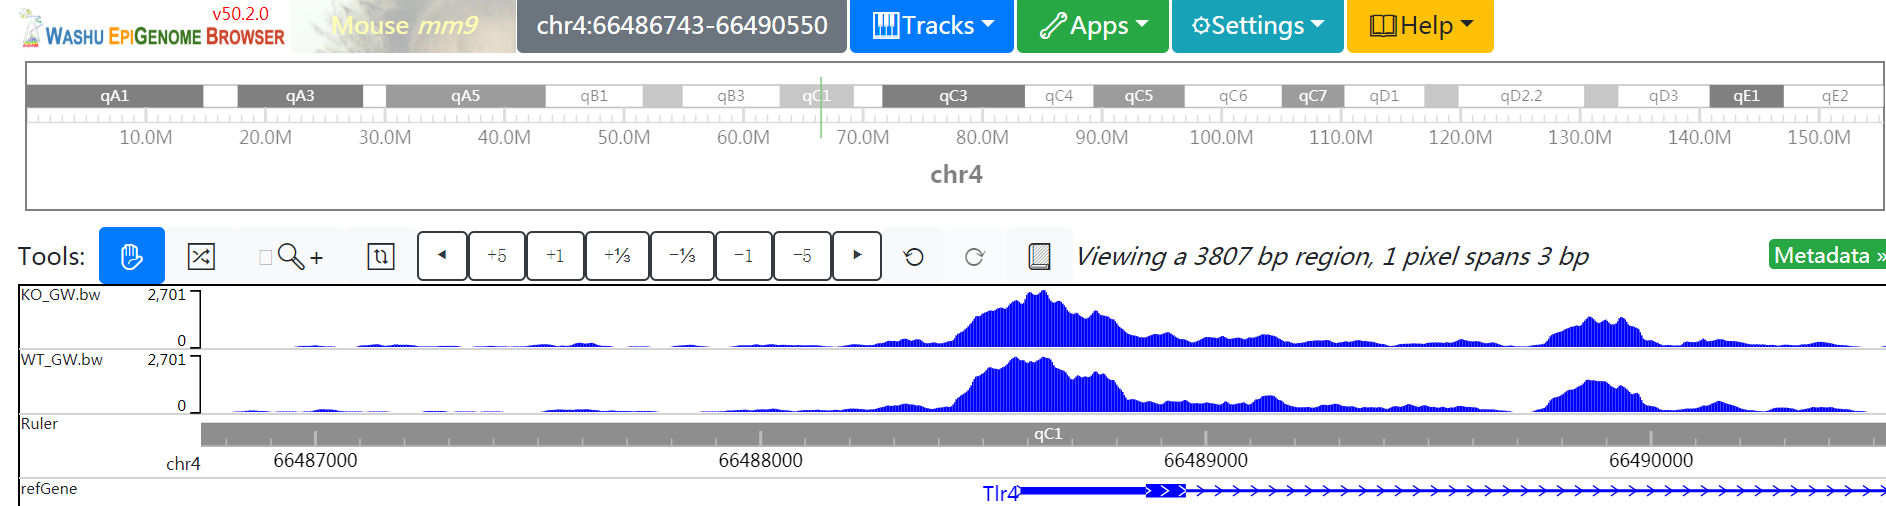 v50.2.0
WASHU EPIGENOME BROWSER
Mouse mm9
chr4:66486743-66490550
Tracks
Apps
Settings
Help
qA1 qA3 qA5 qB1 qB3 qC1 qC3 qC4 qC5 qC6 qC7 qD1 qD2.2 qD3 qE1 qE2
10.0M 20.0M 30.0M 40.0M 50.0M 60.0M 70.0M 80.0M 90.0M 100.0M 110.0M 120.0M 130.0M 140.0M 150.0M
chr4
Tools: + +5 +1 +⅓ -⅓ -1 -5 Viewing a 3807 bp region, 1 pixel spans 3 bp Metadata »
KO_GW.bw 2,701
0
WT_GW.bw 2,701
0
Ruler
qC1
chr4 66487000 66488000 66489000 66490000
refGene
Tlr4